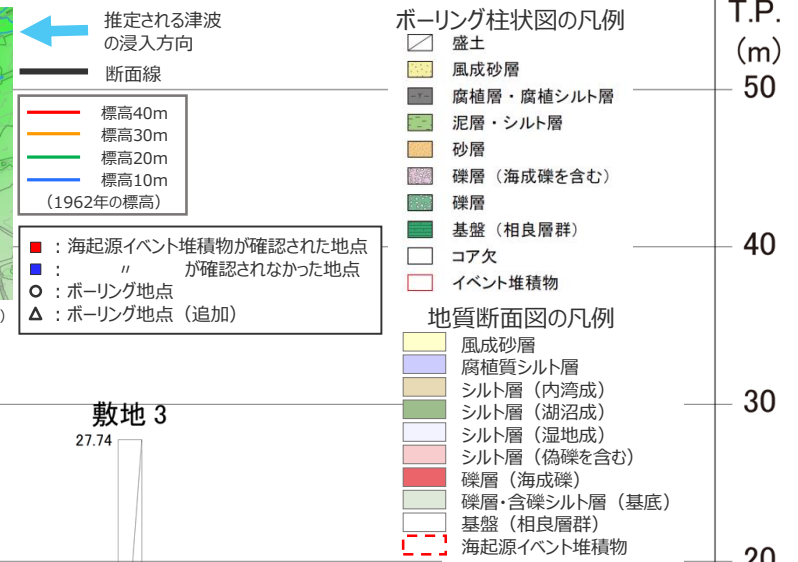 推定される津波
の浸入方向
断面線
標高40m
標高30m
標高20m
標高10m
（1962年の標高）
：海起源イベント堆積物が確認された地点
： 〃 が確認されなかった地点
：ボーリング地点
：ボーリング地点（追加）
）
敷地 3
27.74
ボーリング柱状図の凡例
盛土
風成砂層
腐植層・腐植シルト層
泥層・シルト層
砂層
礫層（海成礫を含む）
礫層
基盤（相良層群）
コア欠
イベント堆積物
地質断面図の凡例
風成砂層
腐植質シルト層
シルト層（内湾成）
シルト層（湖沼成）
シルト層（湿地成）
シルト層（偽礫を含む）
礫層（海成礫）
礫層・含礫シルト層（基底）
基盤（相良層群）
海起源イベント堆積物
T.P.
(m)
50
40
30
20